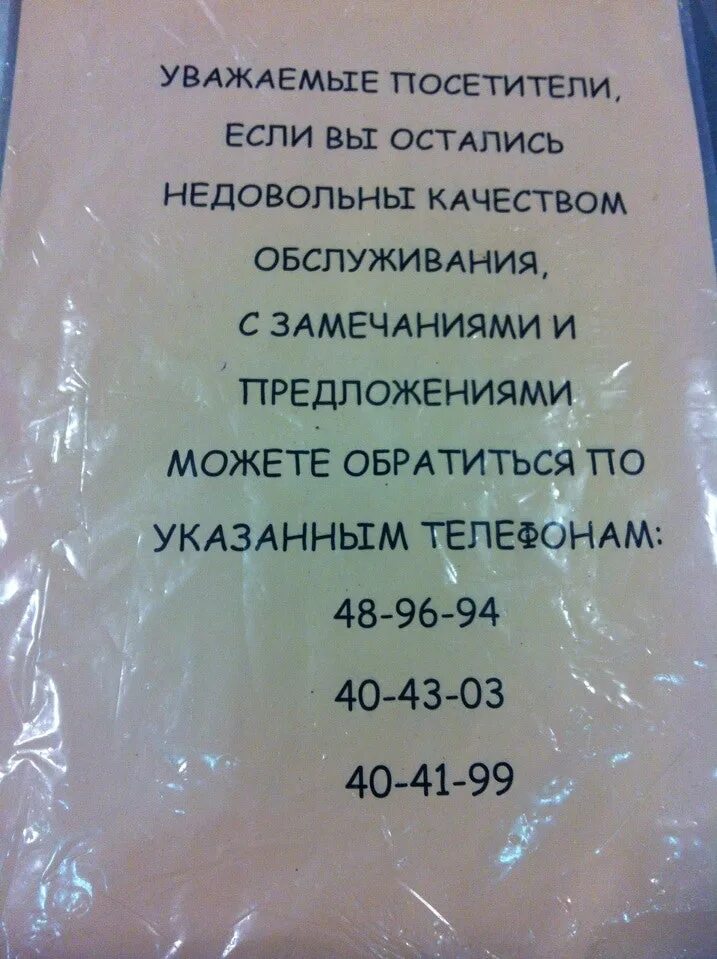 УВАЖАЕМЫЕ ПОСЕТИТЕЛИ,
ЕСЛИ ВЫ ОСТАЛИСЬ
НЕДОВОЛЬНЫ КАЧЕСТВОМ
ОБСЛУЖИВАНИЯ,
С ЗАМЕЧАНИЯМИ И
ПРЕДЛОЖЕНИЯМИ
МОЖЕТЕ ОБРАТИТЬСЯ ПО
УКАЗАННЫМ ТЕЛЕФОНАМ:
48-96-94
40-43-03
40-41-99